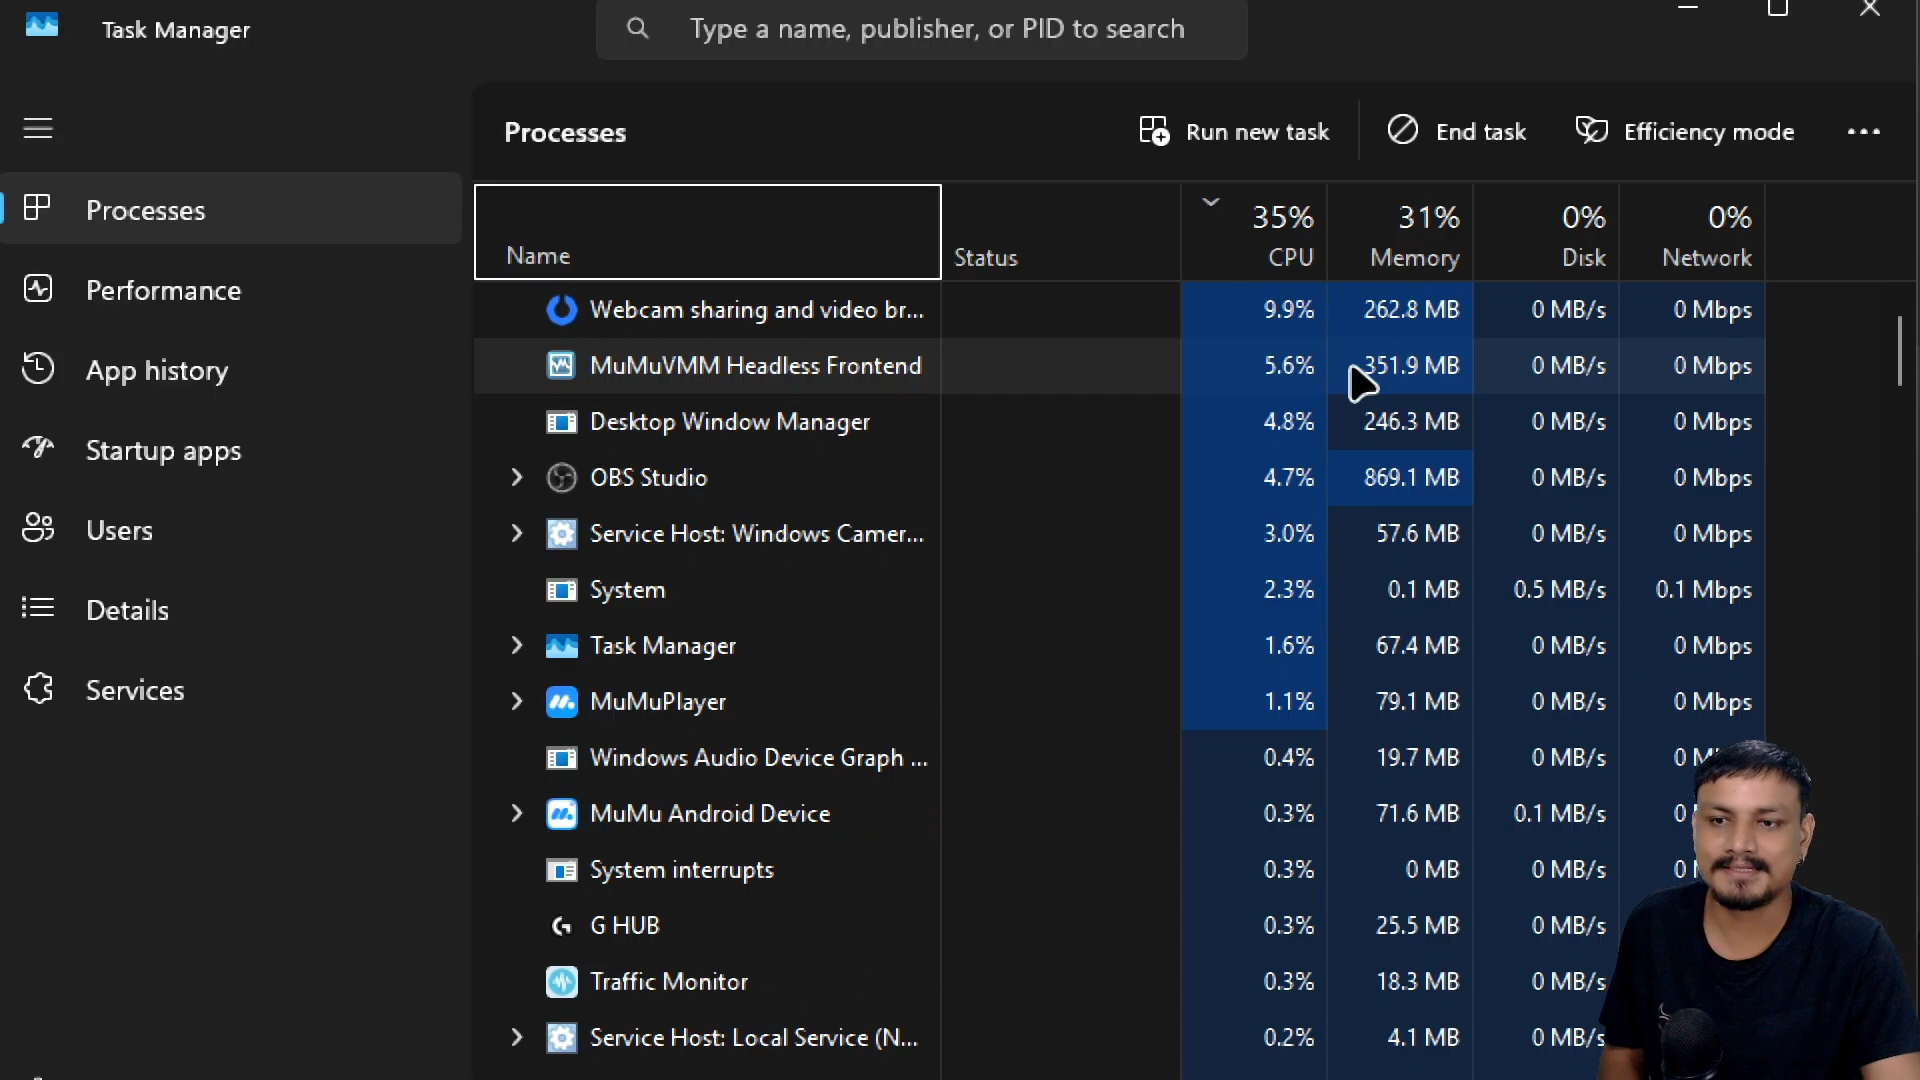 Task Manager
Type a name, publisher, or PID to search
Processes
Run new task
End task
Efficiency mode
Processes
Performance
App history
Startup apps
Users
Details
Services
Name
Status
35%
CPU
31%
Memory
0%
Disk
0%
Network
Webcam sharing and video br... 9.9% 262.8 MB 0 MB/s 0 Mbps
MuMuVMM Headless Frontend 5.6% 351.9 MB 0 MB/s 0 Mbps
Desktop Window Manager 4.8% 246.3 MB 0 MB/s 0 Mbps
OBS Studio 4.7% 869.1 MB 0 MB/s 0 Mbps
Service Host: Windows Camer... 3.0% 57.6 MB 0 MB/s 0 Mbps
System 2.3% 0.1 MB 0.5 MB/s 0.1 Mbps
Task Manager 1.6% 67.4 MB 0 MB/s 0 Mbps
MuMuPlayer 1.1% 79.1 MB 0 MB/s 0 Mbps
Windows Audio Device Graph ... 0.4% 19.7 MB 0 MB/s 0
MuMu Android Device 0.3% 71.6 MB 0.1 MB/s 0
System interrupts 0.3% 0 MB 0 MB/s 0
G HUB 0.3% 25.5 MB 0 MB/s
Traffic Monitor 0.3% 18.3 MB 0 MB/s
Service Host: Local Service (N... 0.2% 4.1 MB 0 MB/s